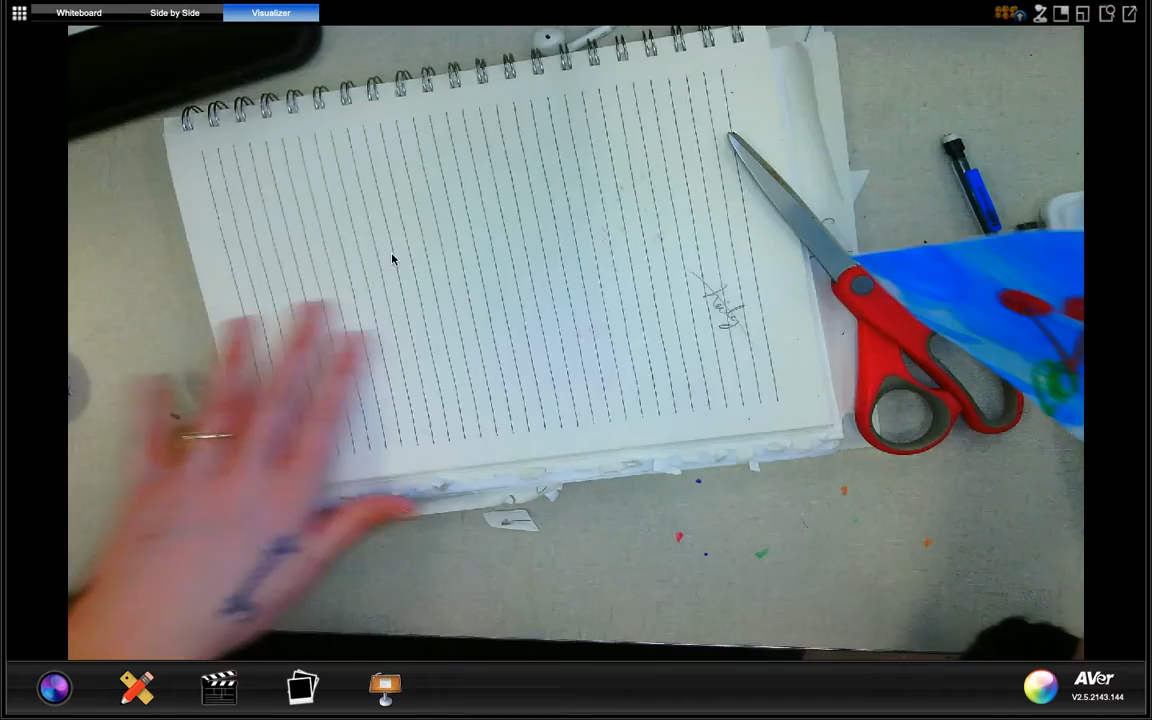 Whiteboard
Side by Side
Visualizer
AVer
V2.5.2143.144